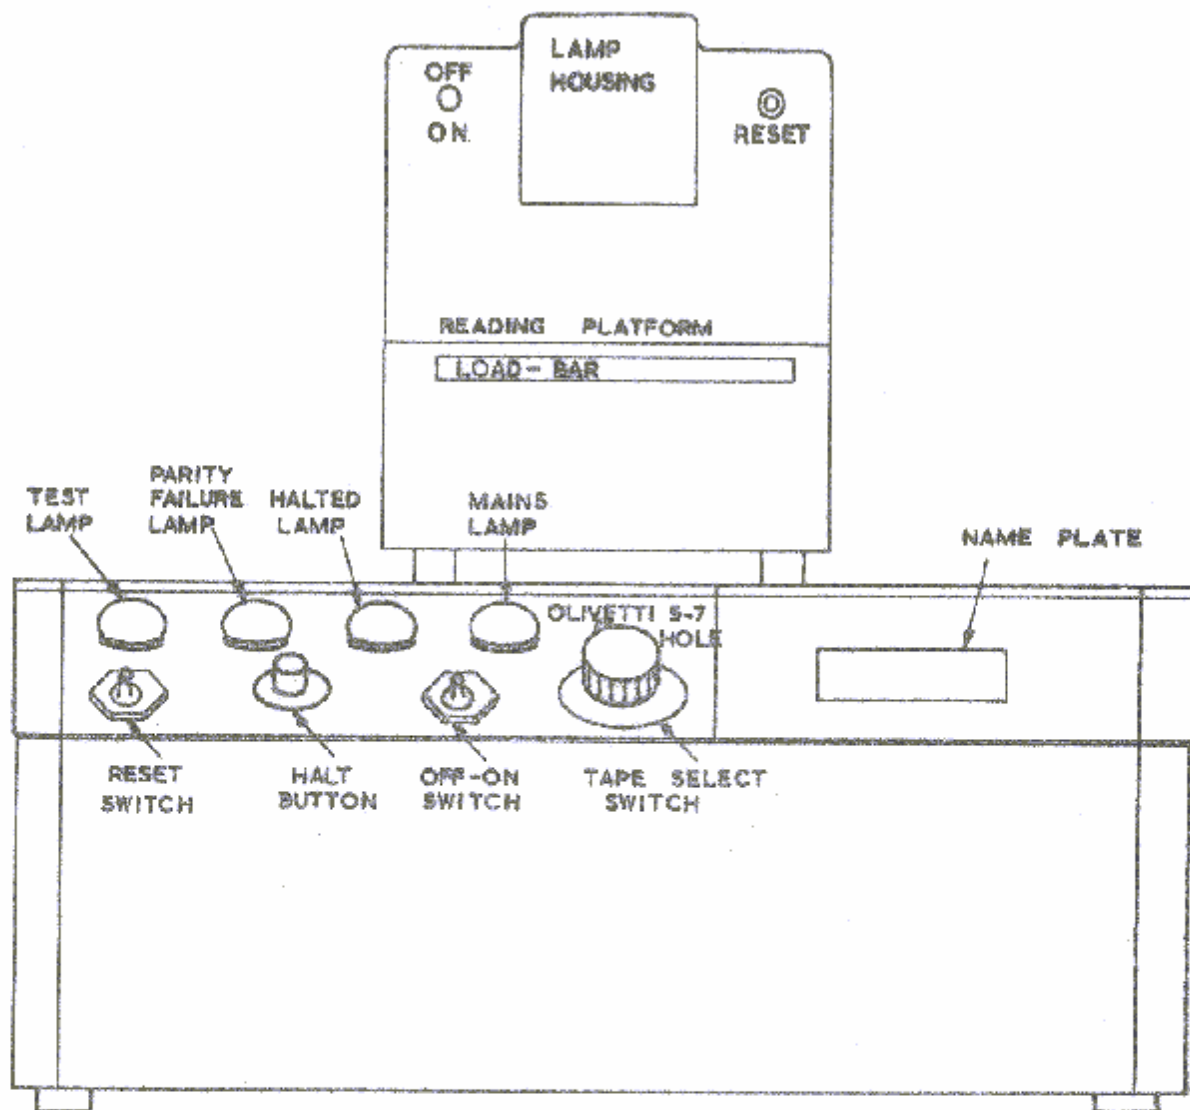 LAMP
HOUSING
OFF
ON
RESET
READING PLATFORM
LOAD - BAR
TEST
LAMP
PARITY
FAILURE
LAMP
HALTED
LAMP
MAINS
LAMP
NAME PLATE
OLIVETTI 5-7
HOLE
RESET
SWITCH
HALT
BUTTON
OFF-ON
SWITCH
TAPE SELECT
SWITCH